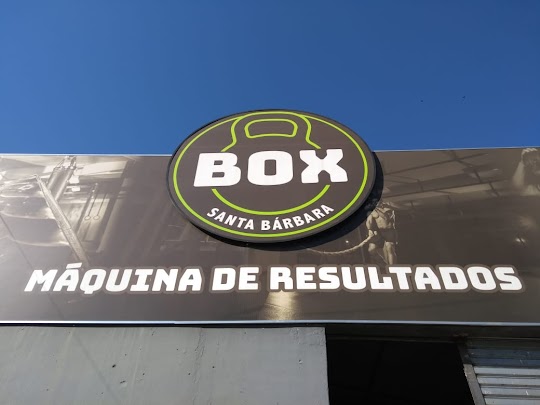 BOX
SANTA BÁRBARA
MÁQUINA DE RESULTADOS